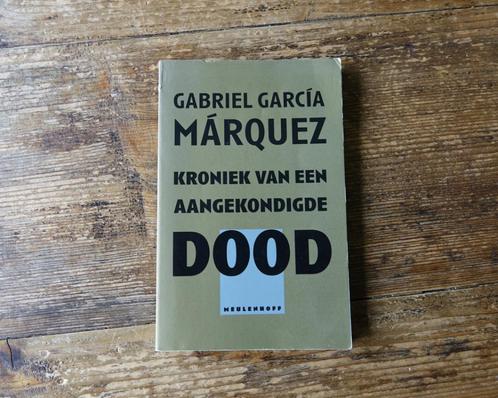 GABRIEL GARCÍA
MÁRQUEZ
KRONIEK VAN EEN
AANGEKONDIGDE
DOOD
MEULENHOFF